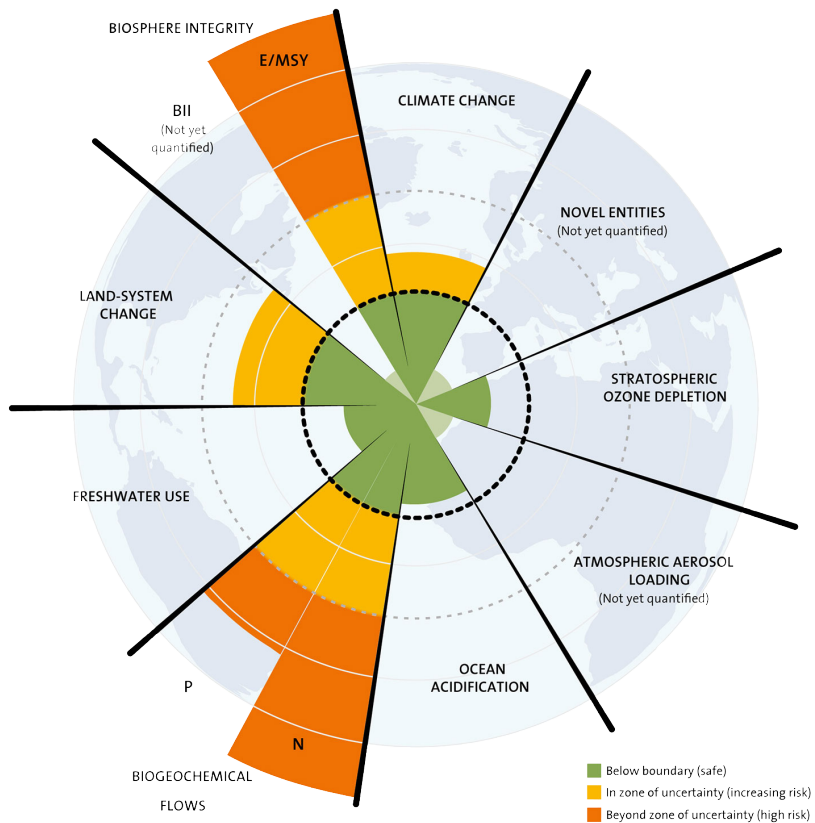 BIOSPHERE INTEGRITY
E/MSY
BII
(Not yet
quantified)
CLIMATE CHANGE
NOVEL ENTITIES
(Not yet quantified)
LAND-SYSTEM
CHANGE
STRATOSPHERIC
OZONE DEPLETION
FRESHWATER USE
ATMOSPHERIC AEROSOL
LOADING
(Not yet quantified)
OCEAN
ACIDIFICATION
P
N
BIOGEOCHEMICAL
FLOWS
Below boundary (safe)
In zone of uncertainty (increasing risk)
Beyond zone of uncertainty (high risk)